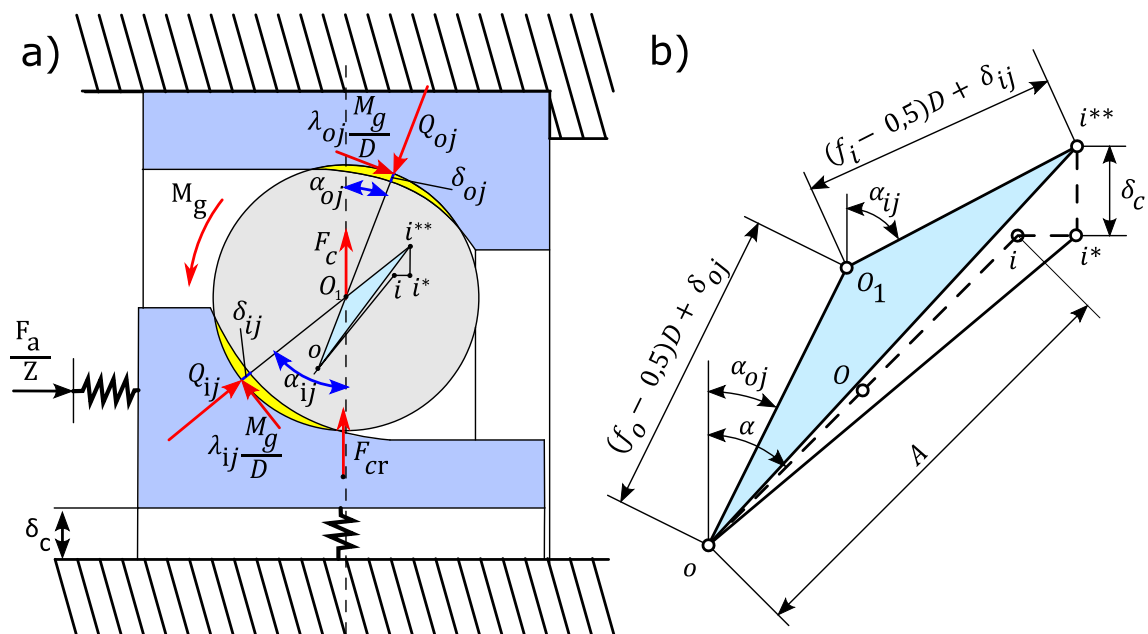 a)
λoj Mg/D
Qoj
αoj
δoj
Mg
Fc
i**
O1
i
i*
δij
o
Fa/Z
Qij
αij
λij Mg/D
Fcr
δc
b)
(fi − 0,5)D + δij
i**
αij
δc
i
i*
O1
(fo − 0,5)D + δoj
αoj
O
α
A
o